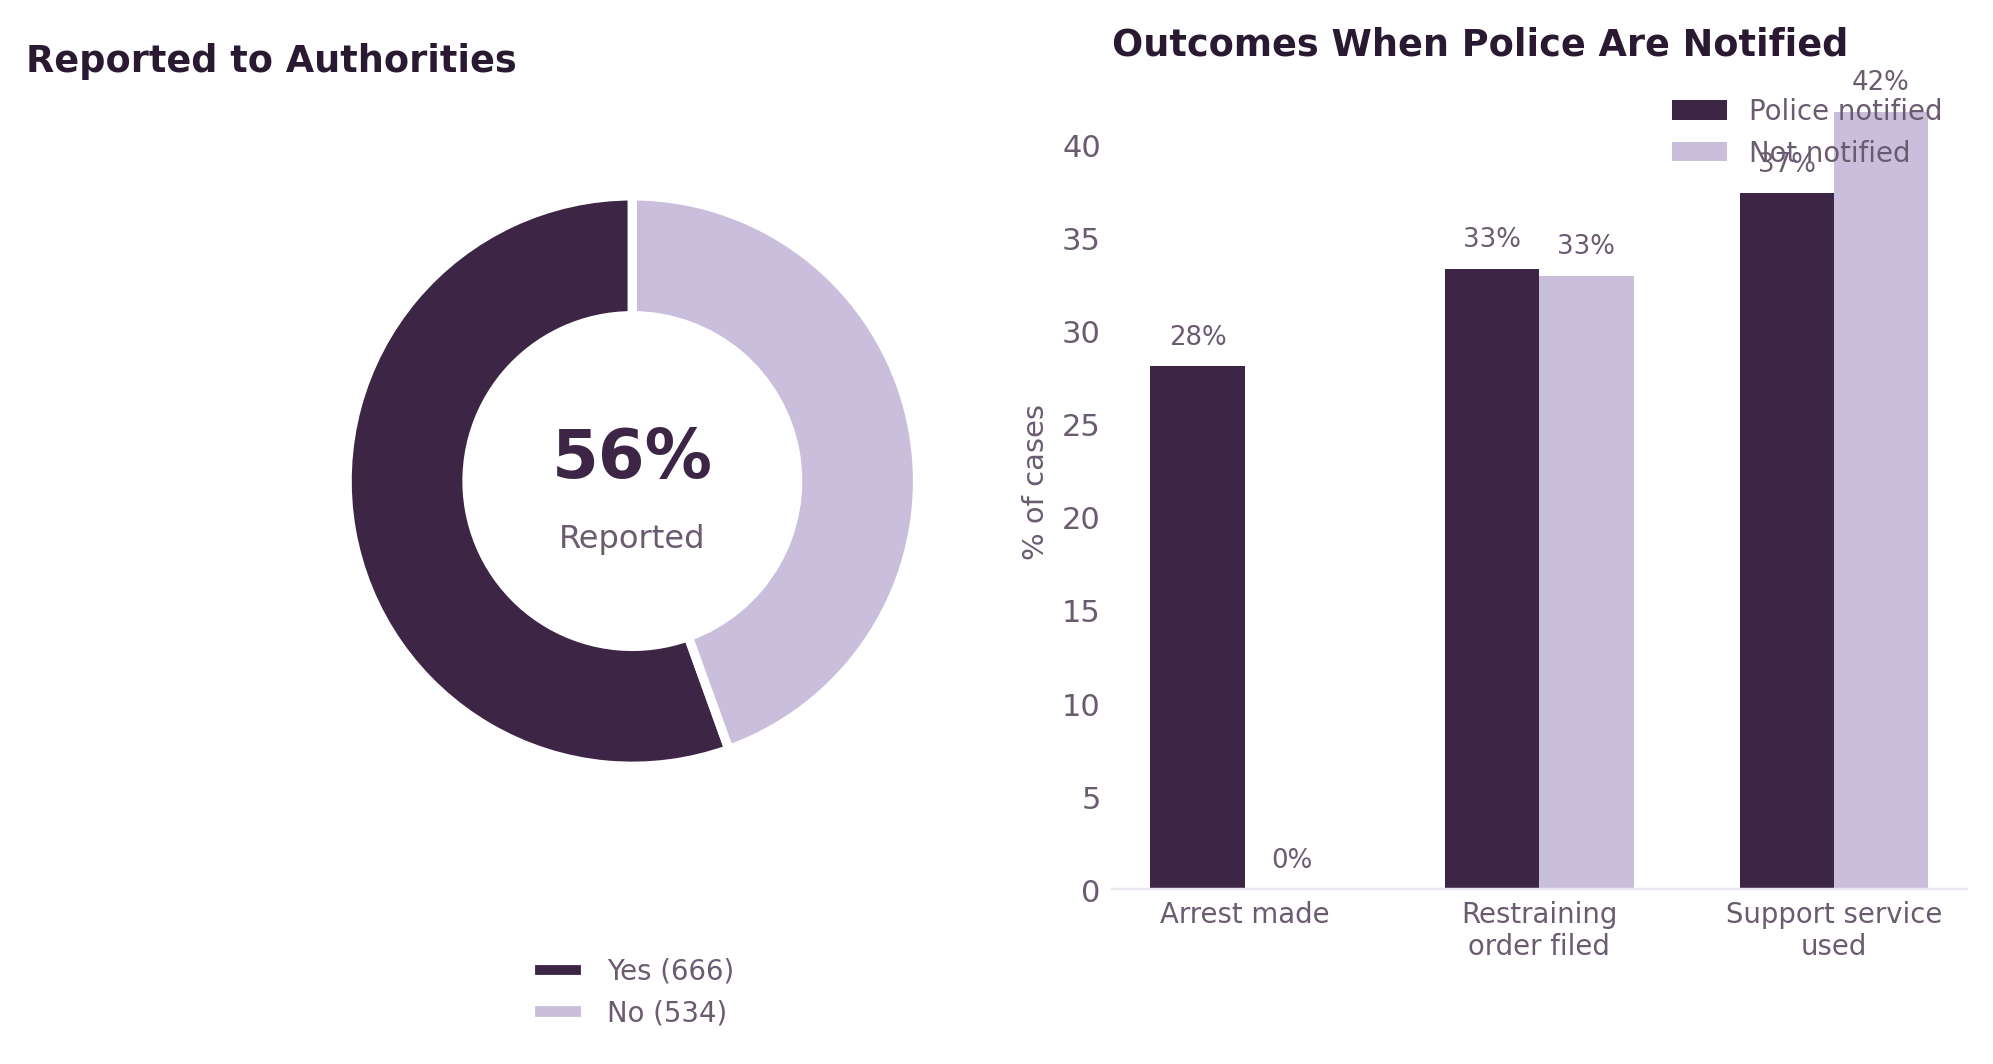 Reported to Authorities
56%
Reported
Yes (666)
No (534)
Outcomes When Police Are Notified
Police notified
Not notified
42%
37%
33%
33%
28%
0%
% of cases
40
35
30
25
20
15
10
5
0
Arrest made
Restraining
order filed
Support service
used